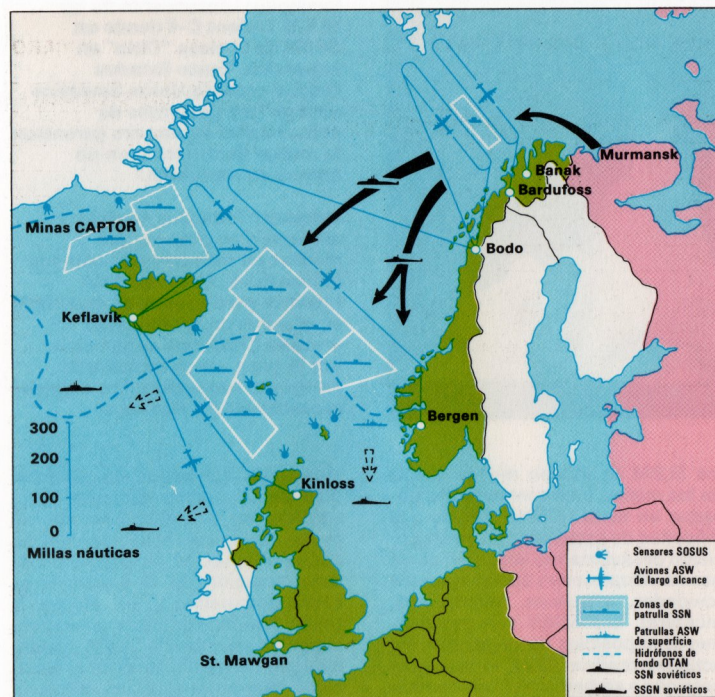 Murmansk
Banak
Bardufoss
Minas CAPTOR
Bodo
Keflavik
Bergen
300
200
100
0
Kinloss
Millas náuticas
St. Mawgan
Sensores SOSUS
Aviones ASW
de largo alcance
Zonas de
patrulla SSN
Patrullas ASW
de superficie
Hidrófonos de
fondo OTAN
SSN soviéticos
SSGN soviéticos